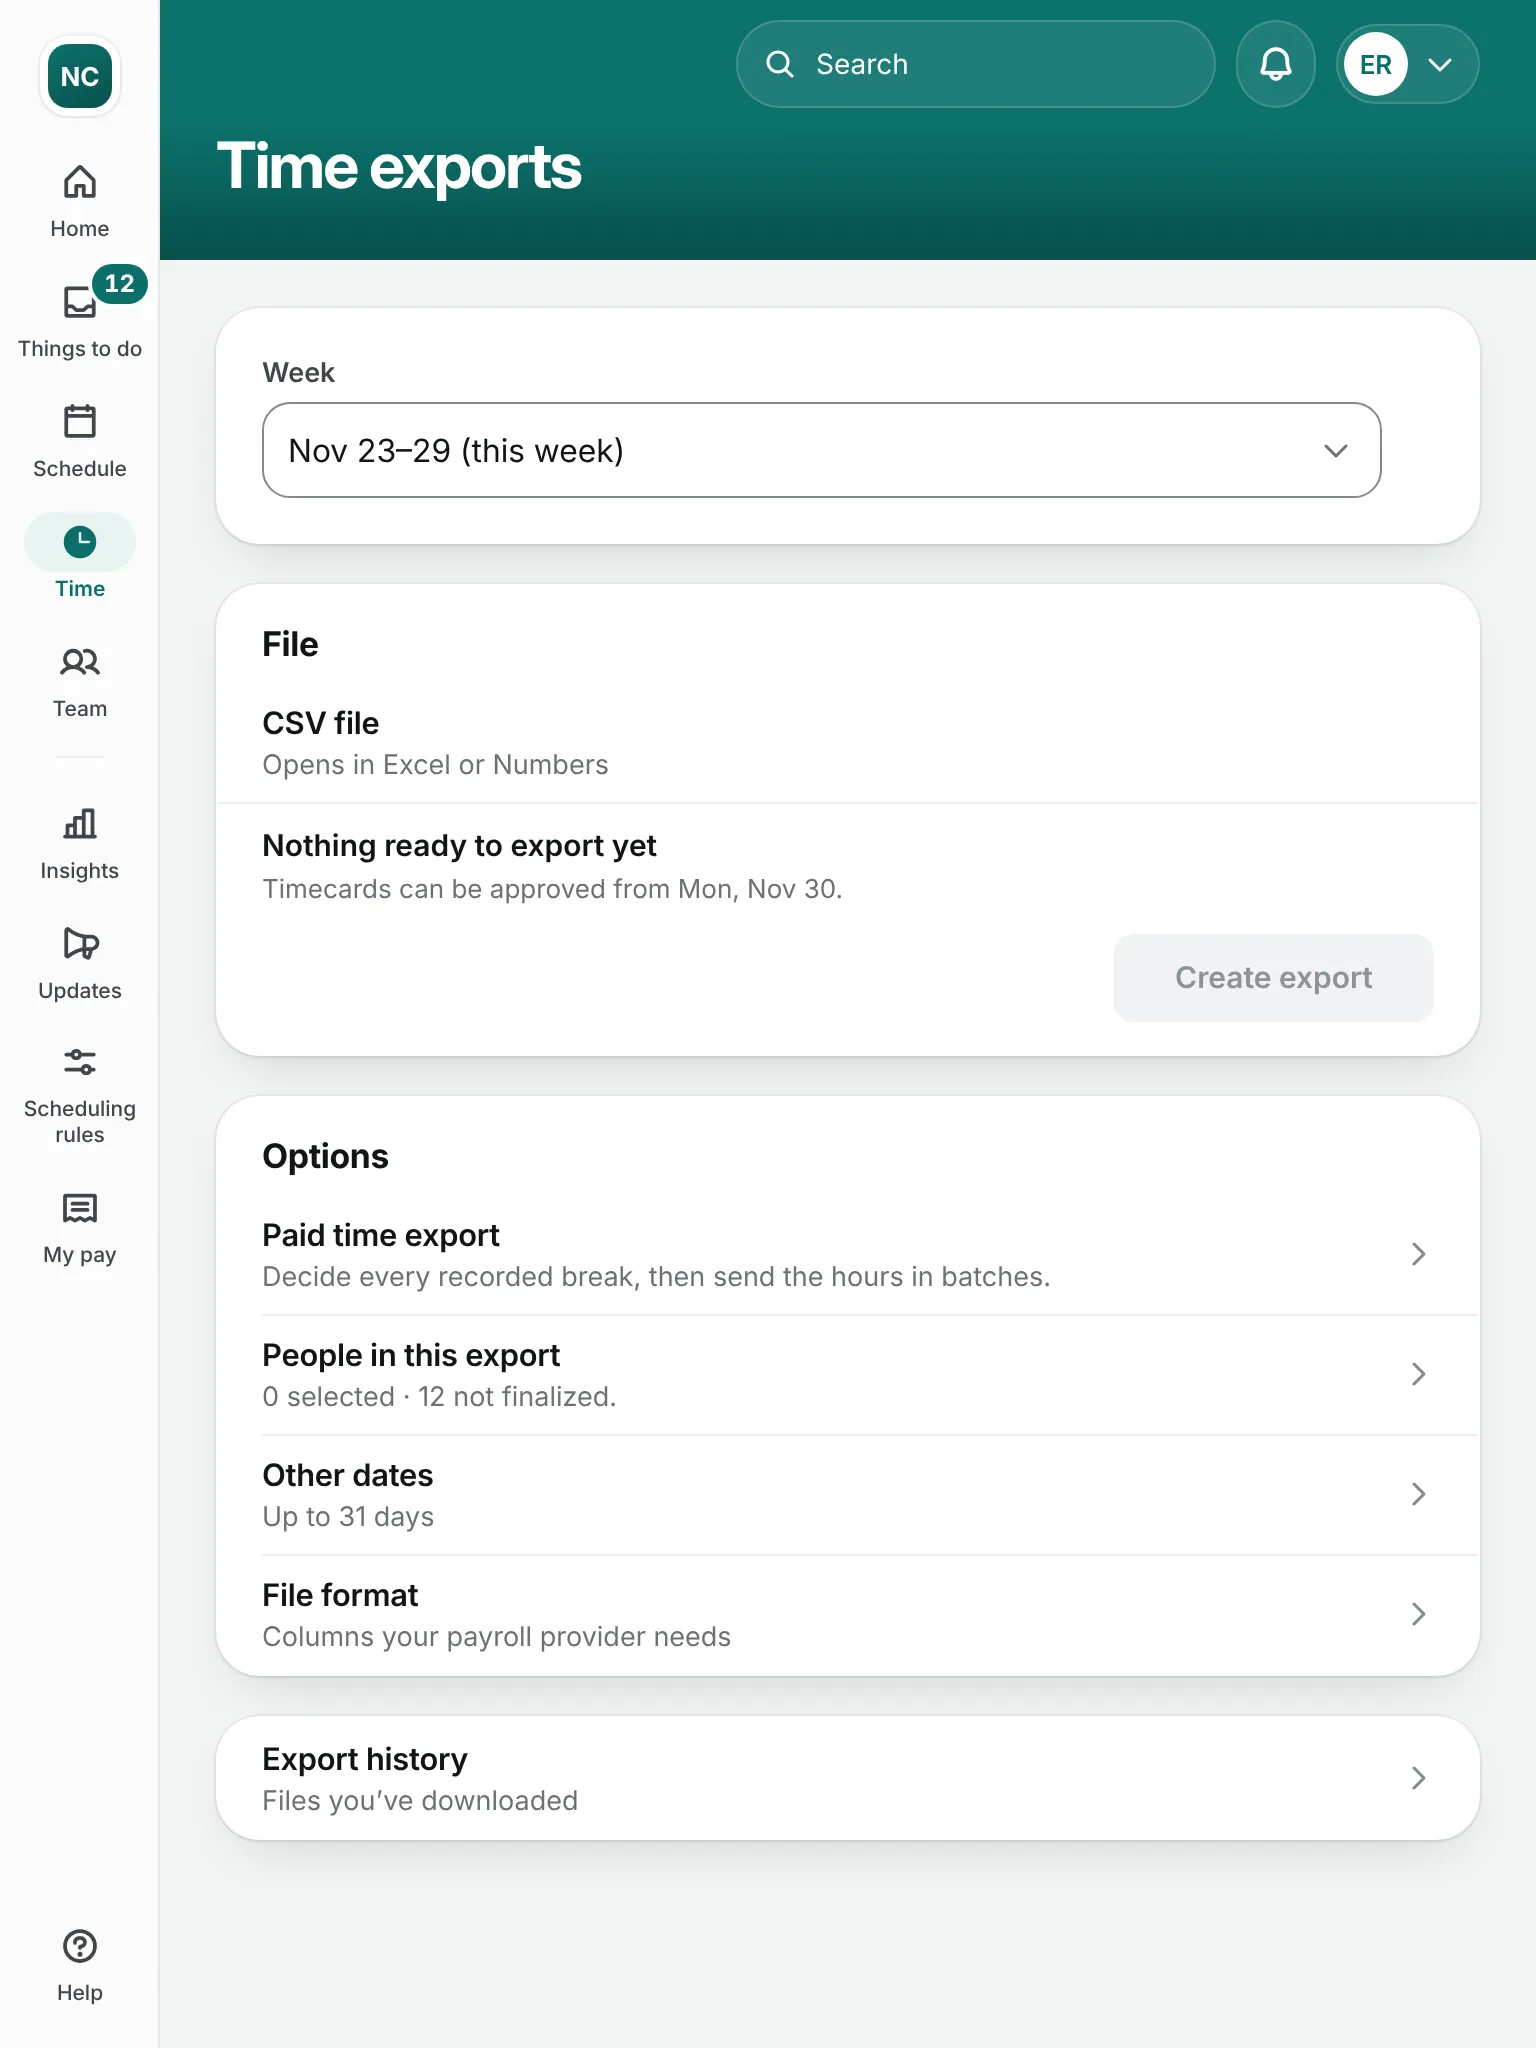 NC
Home
12
Things to do
Schedule
Time
Team
Insights
Updates
Scheduling
rules
My pay
Help
Search
ER
Time exports
Week
Nov 23–29 (this week)
File
CSV file
Opens in Excel or Numbers
Nothing ready to export yet
Timecards can be approved from Mon, Nov 30.
Create export
Options
Paid time export
Decide every recorded break, then send the hours in batches.
People in this export
0 selected · 12 not finalized.
Other dates
Up to 31 days
File format
Columns your payroll provider needs
Export history
Files you’ve downloaded